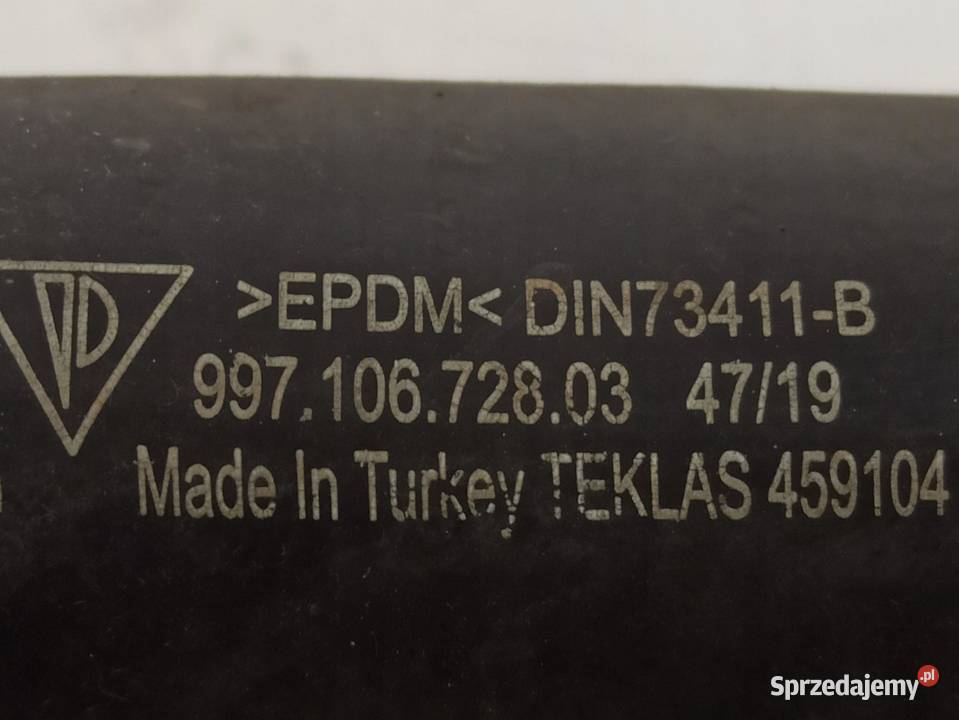 >EPDM< DIN73411-B
997.106.728.03 47/19
Made In Turkey TEKLAS 459104
Sprzedajemy.pl